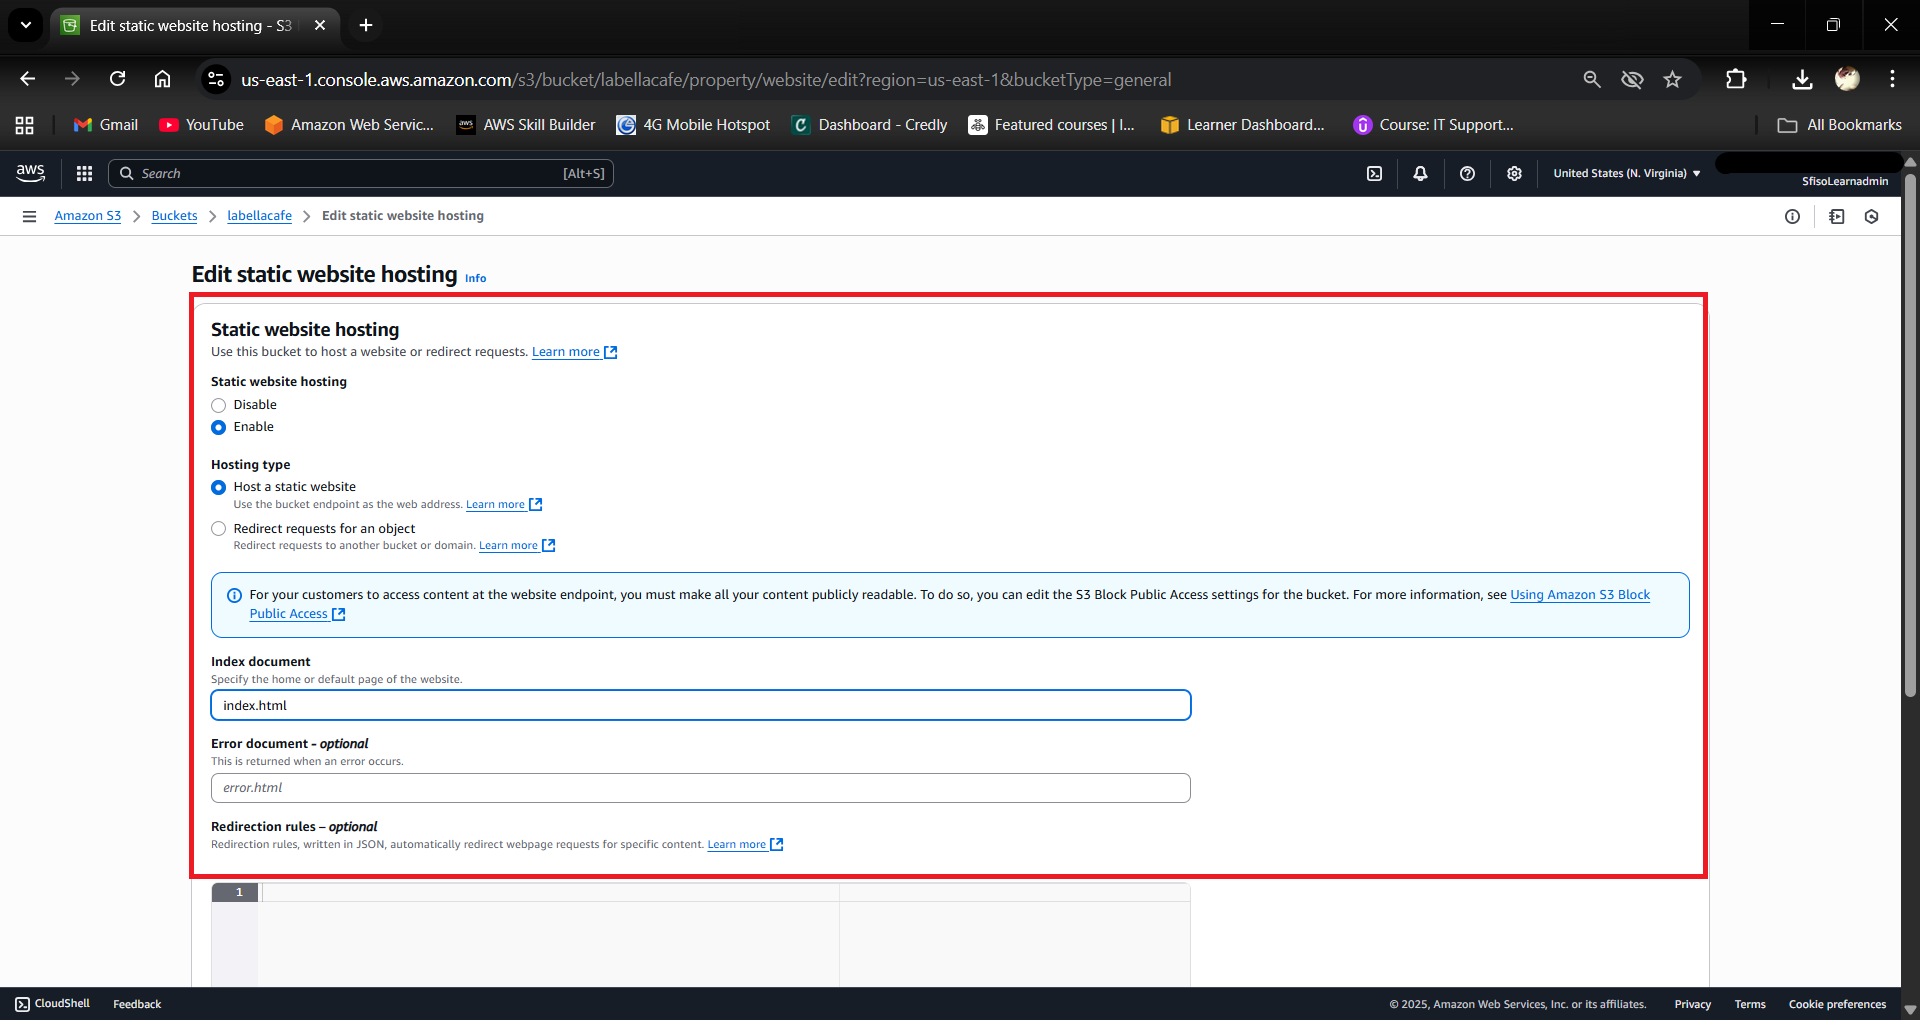 Edit static website hosting - S3
us-east-1.console.aws.amazon.com/s3/bucket/labellacafe/property/website/edit?region=us-east-1&bucketType=general
Gmail YouTube Amazon Web Servic... AWS Skill Builder 4G Mobile Hotspot Dashboard - Credly Featured courses | I... Learner Dashboard... Course: IT Support... All Bookmarks
aws Search [Alt+S] United States (N. Virginia)
SfisoLearnadmin
Amazon S3 Buckets labellacafe Edit static website hosting
Edit static website hosting Info
Static website hosting
Use this bucket to host a website or redirect requests. Learn more
Static website hosting
Disable
Enable
Hosting type
Host a static website
Use the bucket endpoint as the web address. Learn more
Redirect requests for an object
Redirect requests to another bucket or domain. Learn more
For your customers to access content at the website endpoint, you must make all your content publicly readable. To do so, you can edit the S3 Block Public Access settings for the bucket. For more information, see Using Amazon S3 Block
Public Access
Index document
Specify the home or default page of the website.
index.html
Error document - optional
This is returned when an error occurs.
error.html
Redirection rules – optional
Redirection rules, written in JSON, automatically redirect webpage requests for specific content. Learn more
1
CloudShell Feedback © 2025, Amazon Web Services, Inc. or its affiliates. Privacy Terms Cookie preferences